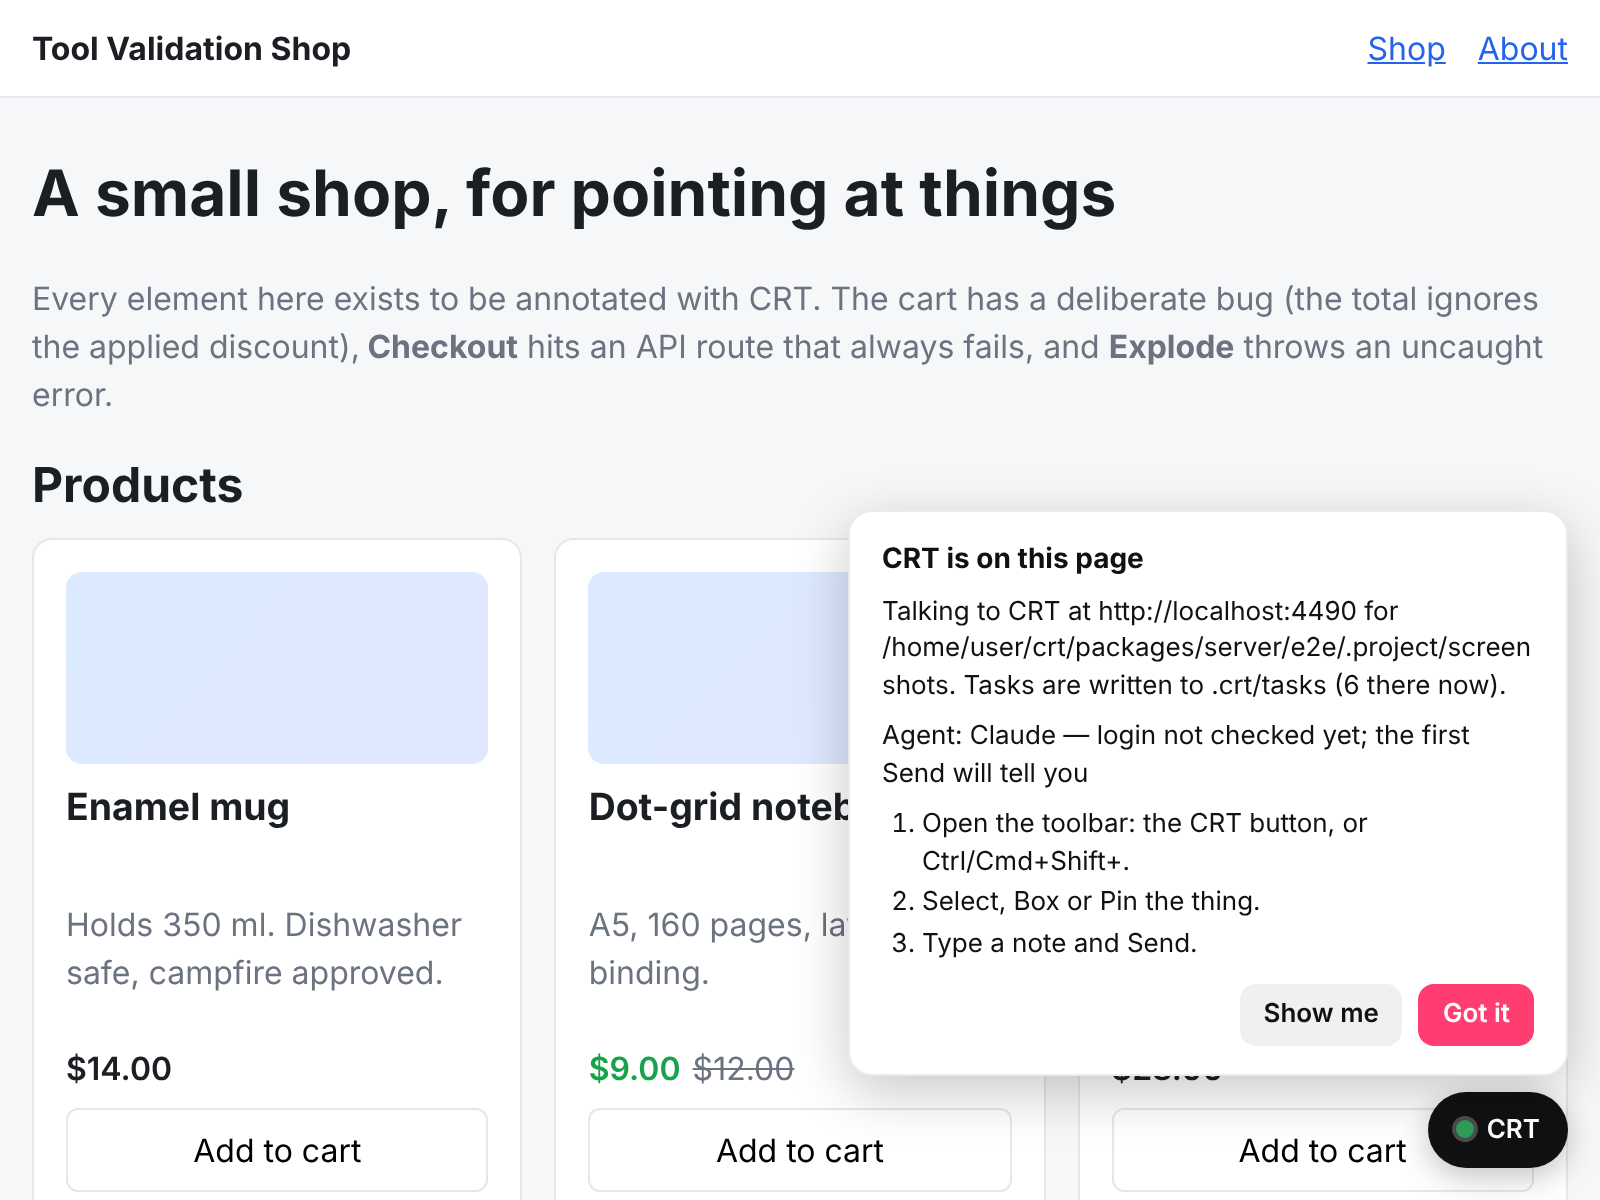 Tool Validation Shop
Shop About
A small shop, for pointing at things
Every element here exists to be annotated with CRT. The cart has a deliberate bug (the total ignores
the applied discount), Checkout hits an API route that always fails, and Explode throws an uncaught
error.
Products
Enamel mug
Holds 350 ml. Dishwasher
safe, campfire approved.
$14.00
Add to cart
Dot-grid
A5, 160 pages,
binding.
$9.00 $12.00
Add to cart
Add to cart
CRT is on this page
Talking to CRT at http://localhost:4490 for
/home/user/crt/packages/server/e2e/.project/screen
shots. Tasks are written to .crt/tasks (6 there now).
Agent: Claude — login not checked yet; the first
Send will tell you
1. Open the toolbar: the CRT button, or
Ctrl/Cmd+Shift+.
2. Select, Box or Pin the thing.
3. Type a note and Send.
Show me
Got it
CRT